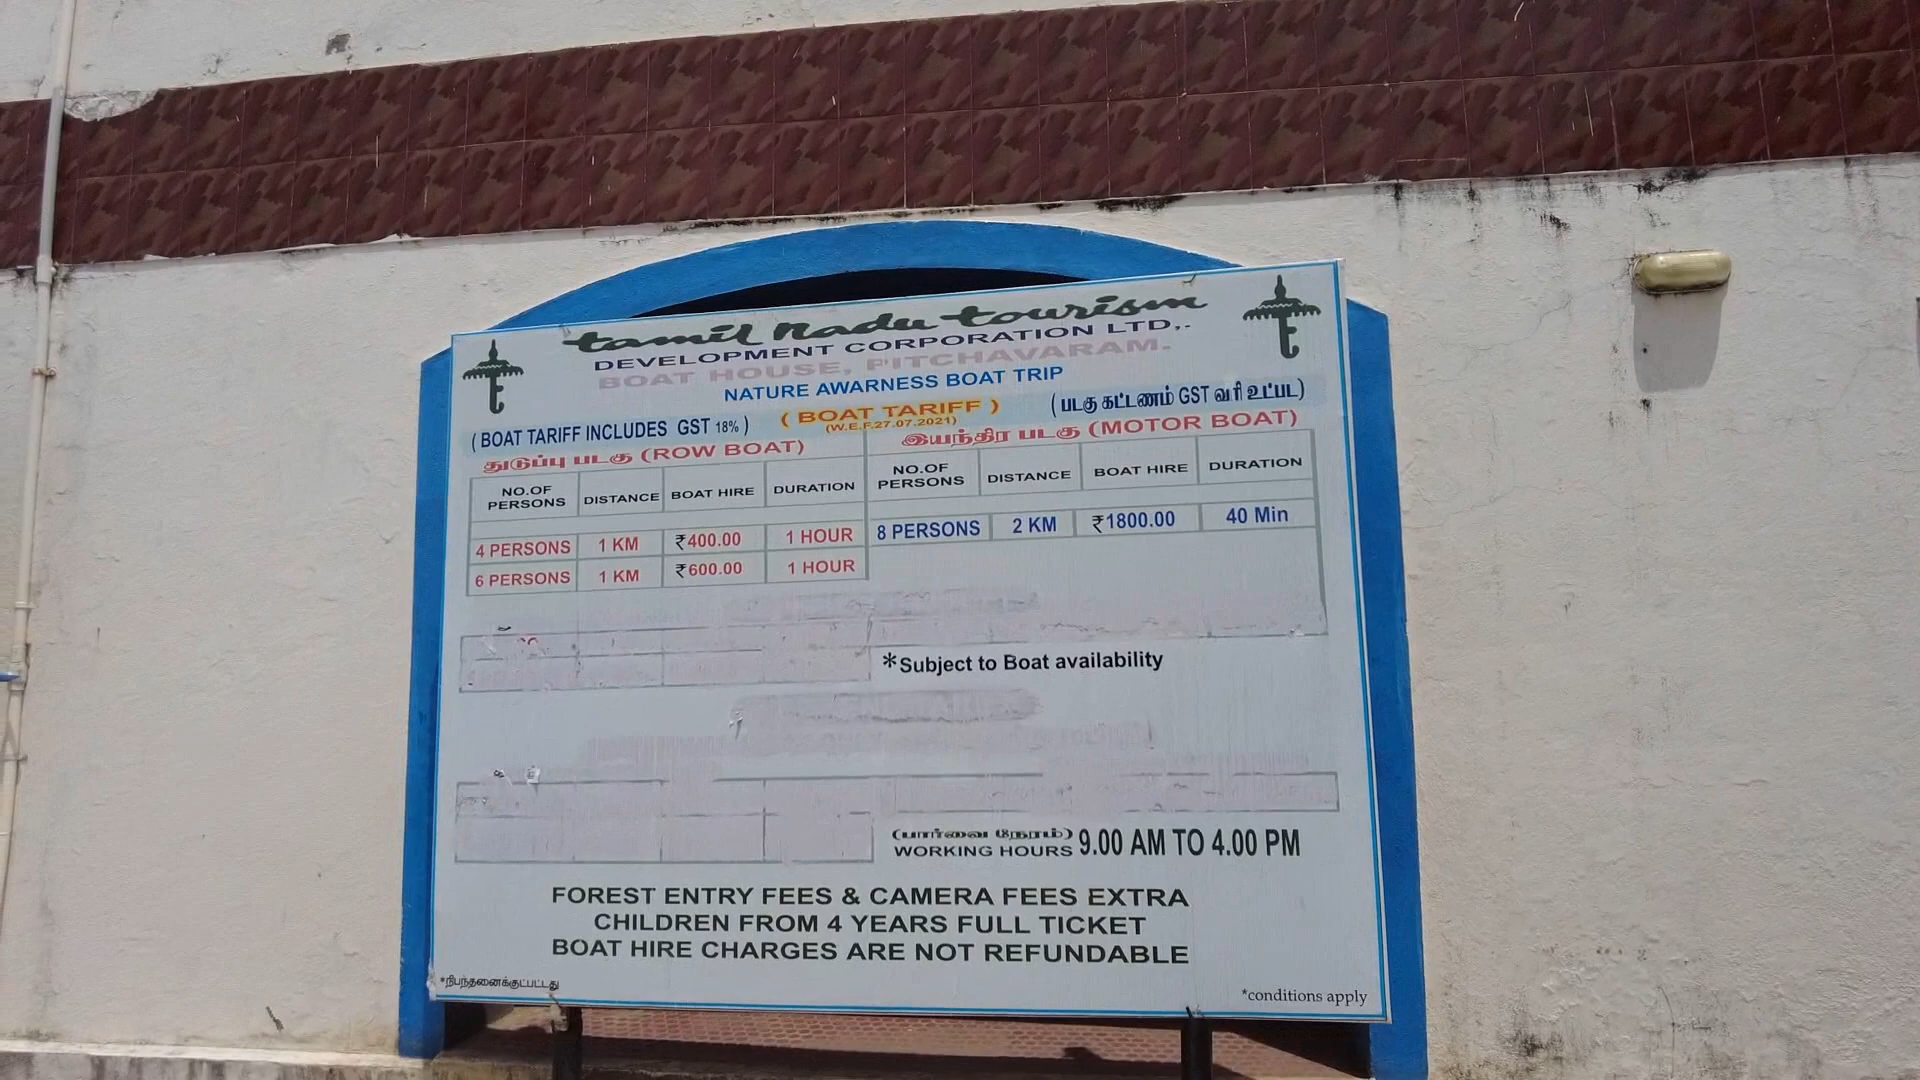 tamil nadu tourism
DEVELOPMENT CORPORATION LTD,.
BOAT HOUSE, PITCHAVARAM.
NATURE AWARNESS BOAT TRIP
(BOAT TARIFF INCLUDES GST 18%) (BOAT TARIFF) (படகு கட்டணம் GST வரி உட்பட)
(W.E.F.27.07.2021)
துடுப்பு படகு (ROW BOAT) இயந்திர படகு (MOTOR BOAT)
NO.OF PERSONS DISTANCE BOAT HIRE DURATION NO.OF PERSONS DISTANCE BOAT HIRE DURATION
4 PERSONS 1 KM ₹400.00 1 HOUR 8 PERSONS 2 KM ₹1800.00 40 Min
6 PERSONS 1 KM ₹600.00 1 HOUR
*Subject to Boat availability
(பார்வை நேரம்)
WORKING HOURS 9.00 AM TO 4.00 PM
FOREST ENTRY FEES & CAMERA FEES EXTRA
CHILDREN FROM 4 YEARS FULL TICKET
BOAT HIRE CHARGES ARE NOT REFUNDABLE
*நிபந்தனைக்குட்பட்டது *conditions apply